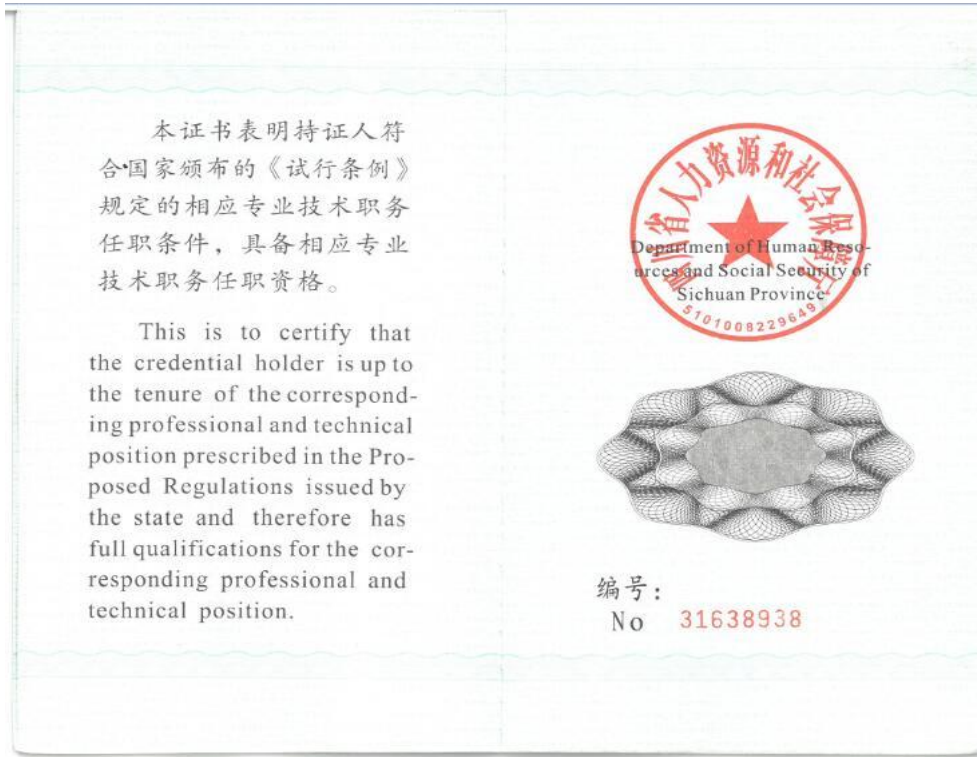 本证书表明持证人符
合国家颁布的《试行条例》
规定的相应专业技术职务
任职条件，具备相应专业
技术职务任职资格。
This is to certify that
the credential holder is up to
the tenure of the correspond-
ing professional and technical
position prescribed in the Pro-
posed Regulations issued by
the state and therefore has
full qualifications for the cor-
responding professional and
technical position.
四川省人力资源和社会保障厅
Department of Human Reso-
urces and Social Security of
Sichuan Province
5101008229649
编号：
No 31638938